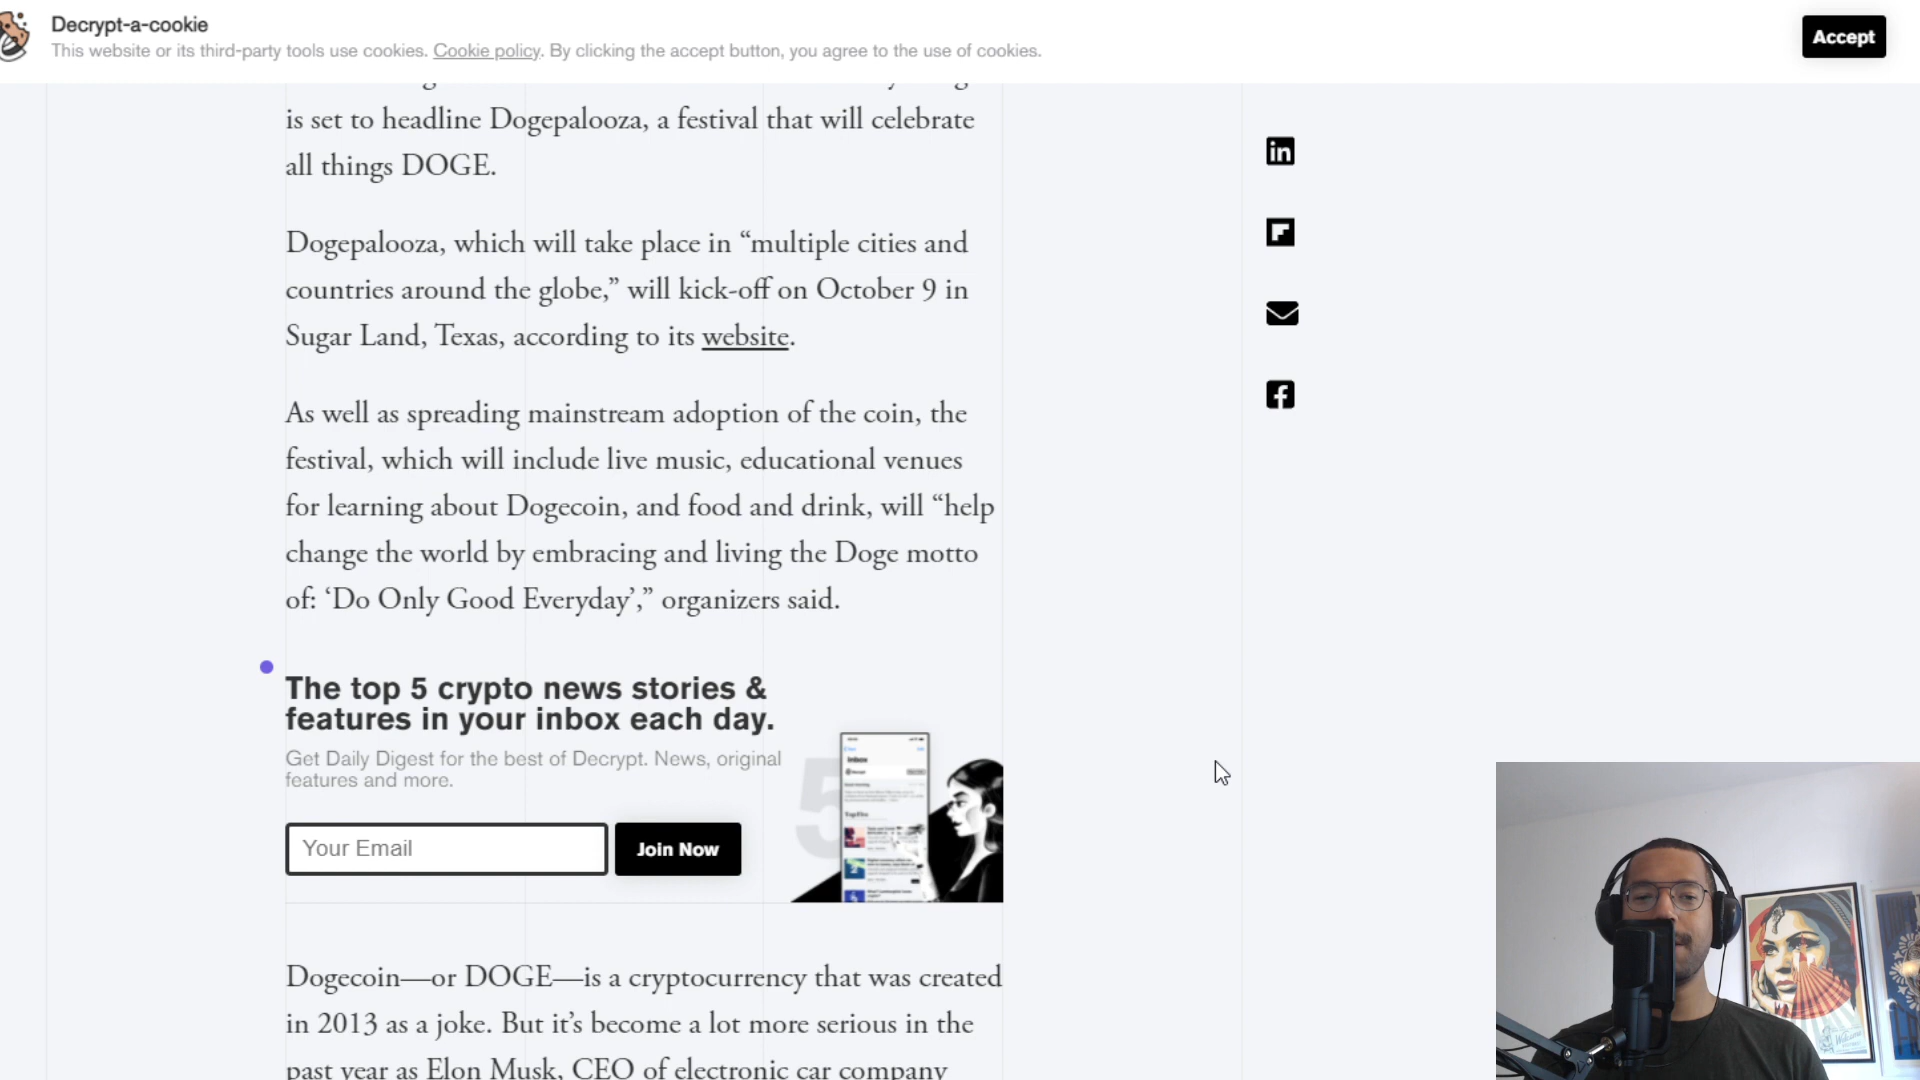 Decrypt-a-cookie
This website or its third-party tools use cookies. Cookie policy. By clicking the accept button, you agree to the use of cookies.
Accept
is set to headline Dogepalooza, a festival that will celebrate
all things DOGE.
Dogepalooza, which will take place in “multiple cities and
countries around the globe,” will kick-off on October 9 in
Sugar Land, Texas, according to its website.
As well as spreading mainstream adoption of the coin, the
festival, which will include live music, educational venues
for learning about Dogecoin, and food and drink, will “help
change the world by embracing and living the Doge motto
of: ‘Do Only Good Everyday’,” organizers said.
The top 5 crypto news stories &
features in your inbox each day.
Get Daily Digest for the best of Decrypt. News, original
features and more.
Your Email
Join Now
5
Inbox
Dogecoin—or DOGE—is a cryptocurrency that was created
in 2013 as a joke. But it’s become a lot more serious in the
past year as Elon Musk, CEO of electronic car company